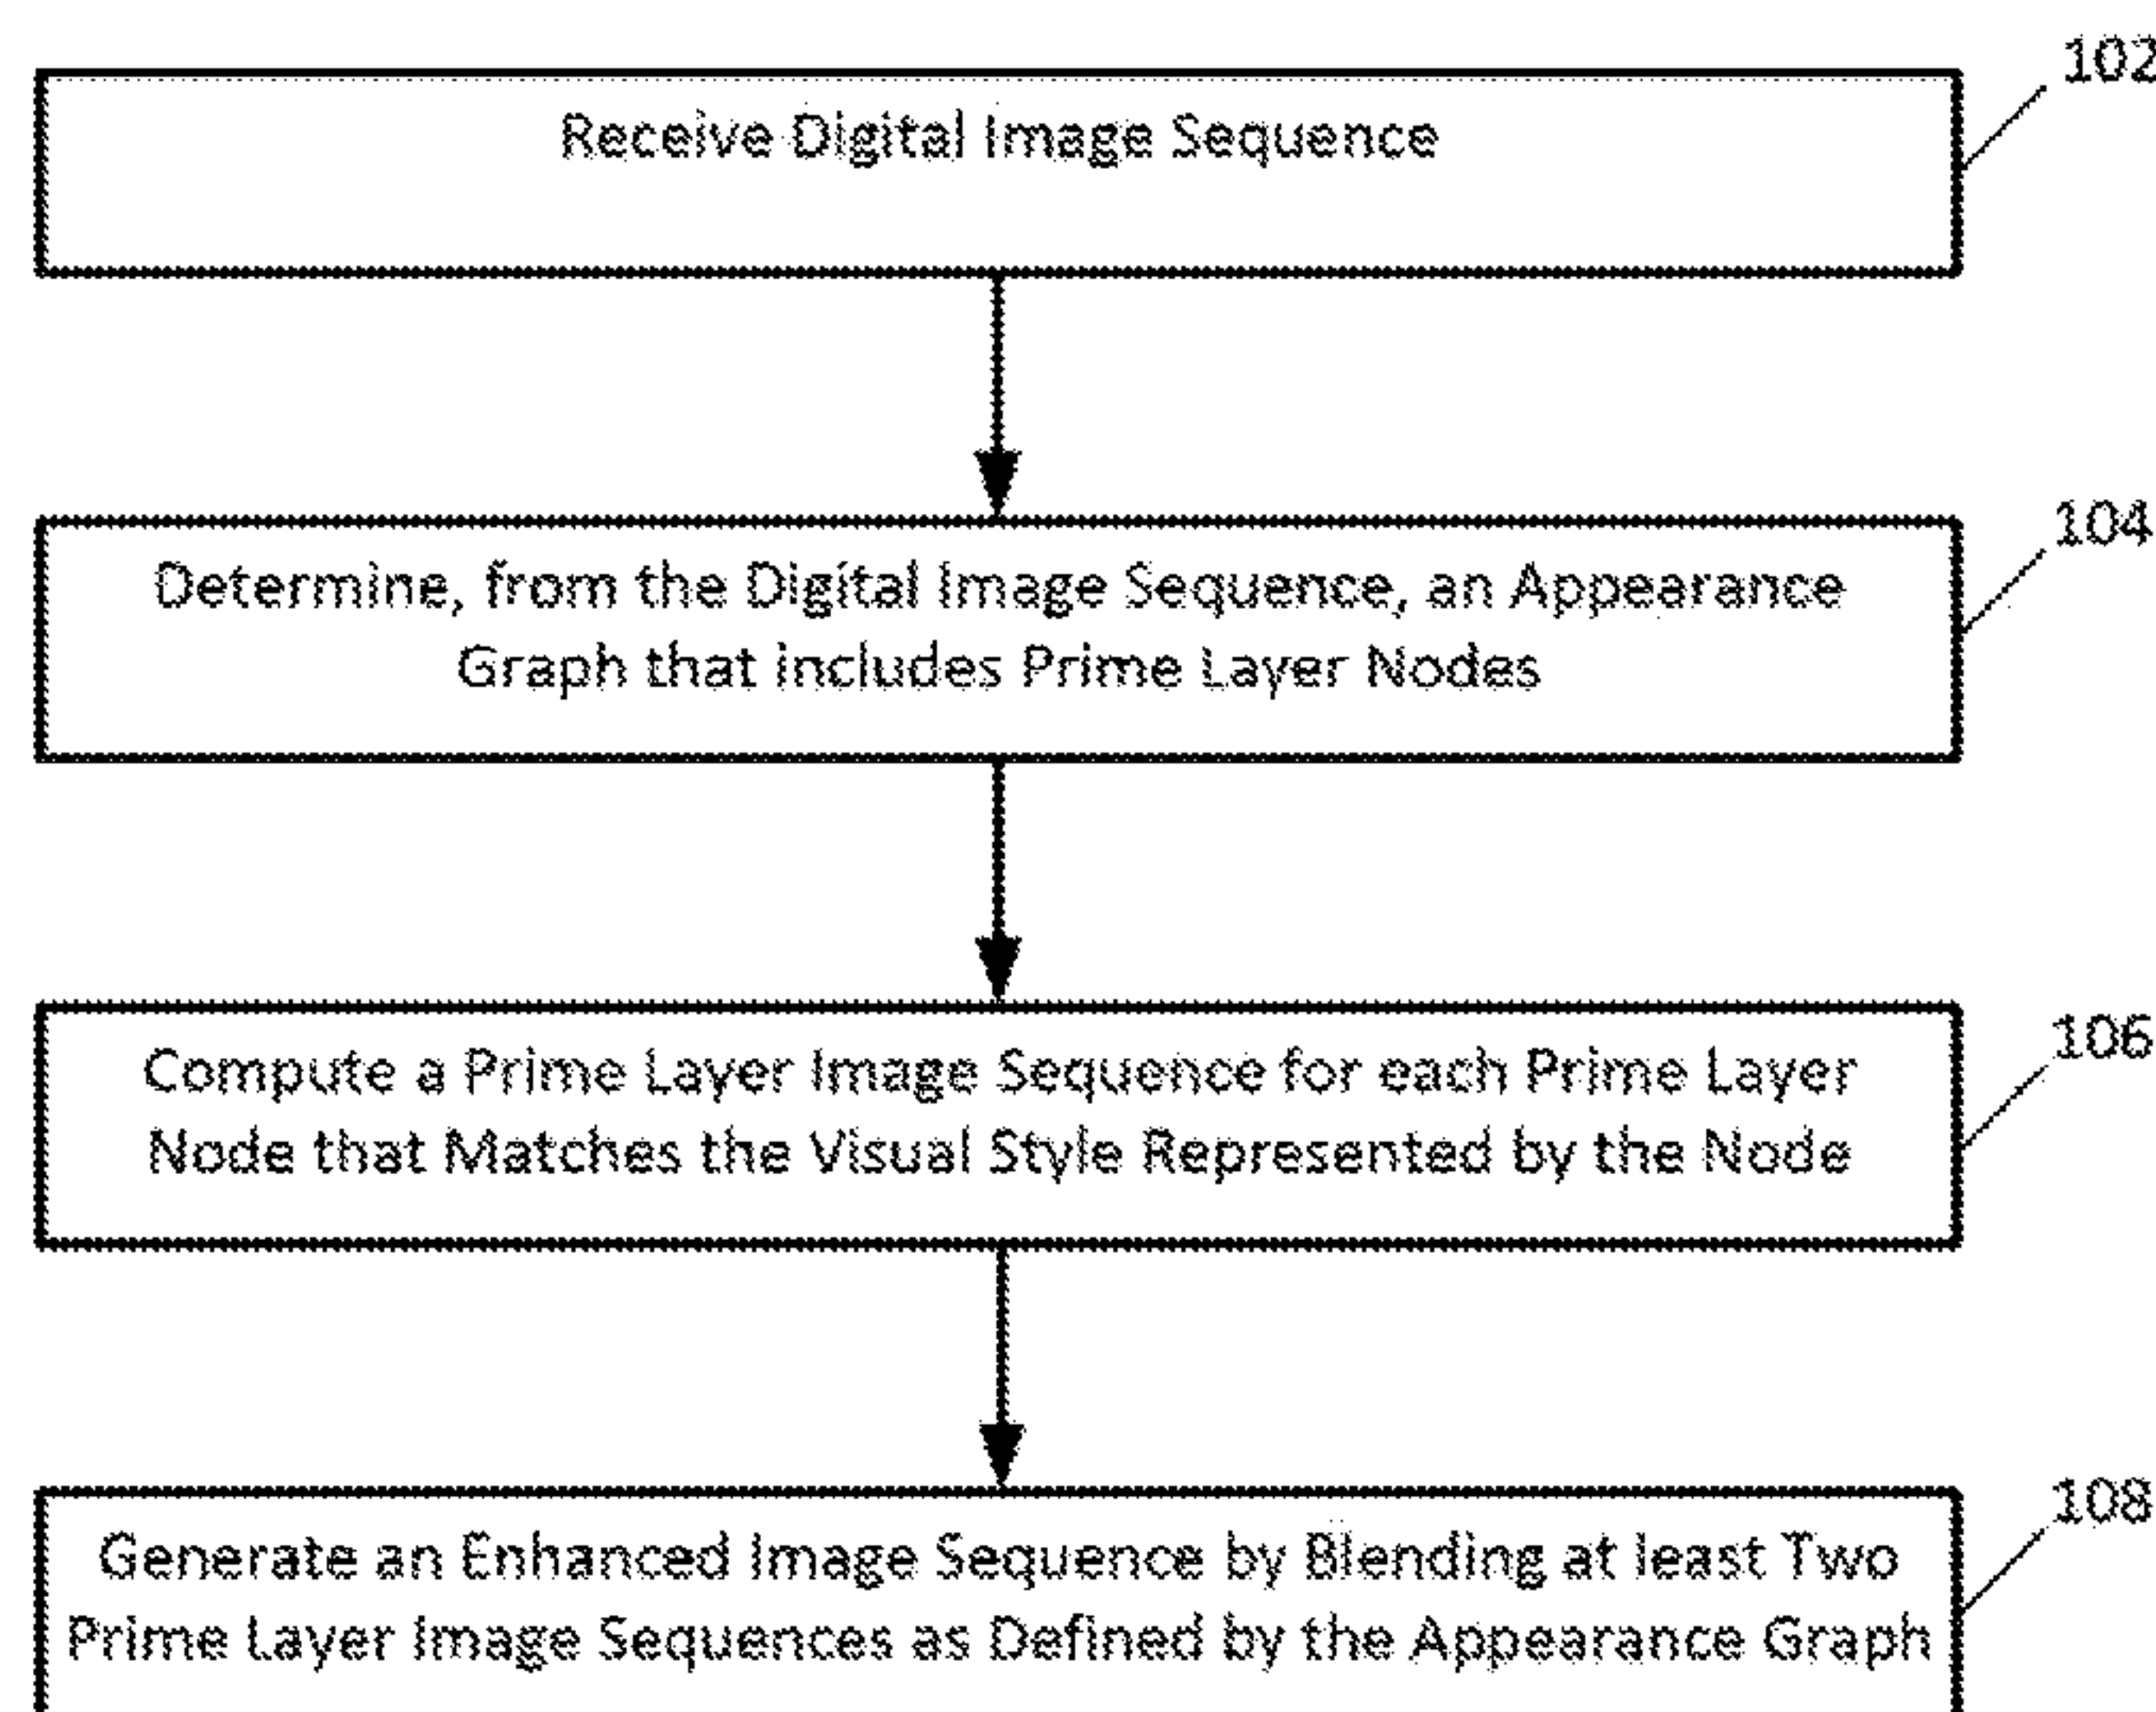 102
Receive Digital Image Sequence
104
Determine, from the Digital Image Sequence, an Appearance
Graph that includes Prime Layer Nodes
106
Compute a Prime Layer Image Sequence for each Prime Layer
Node that Matches the Visual Style Represented by the Node
108
Generate an Enhanced Image Sequence by Blending at least Two
Prime Layer Image Sequences as Defined by the Appearance Graph